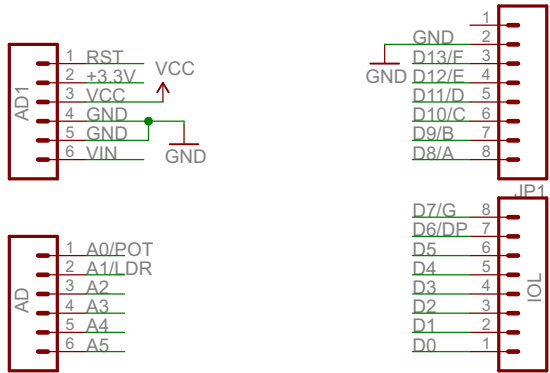 AD1
1 RST
2 +3.3V
3 VCC
4 GND
5 GND
6 VIN
VCC
GND
1
GND 2
D13/F 3
D12/E 4
D11/D 5
D10/C 6
D9/B 7
D8/A 8
GND
JP1
AD
1 A0/POT
2 A1/LDR
3 A2
4 A3
5 A4
6 A5
D7/G 8
D6/DP 7
D5 6
D4 5
D3 4
D2 3
D1 2
D0 1
IOL